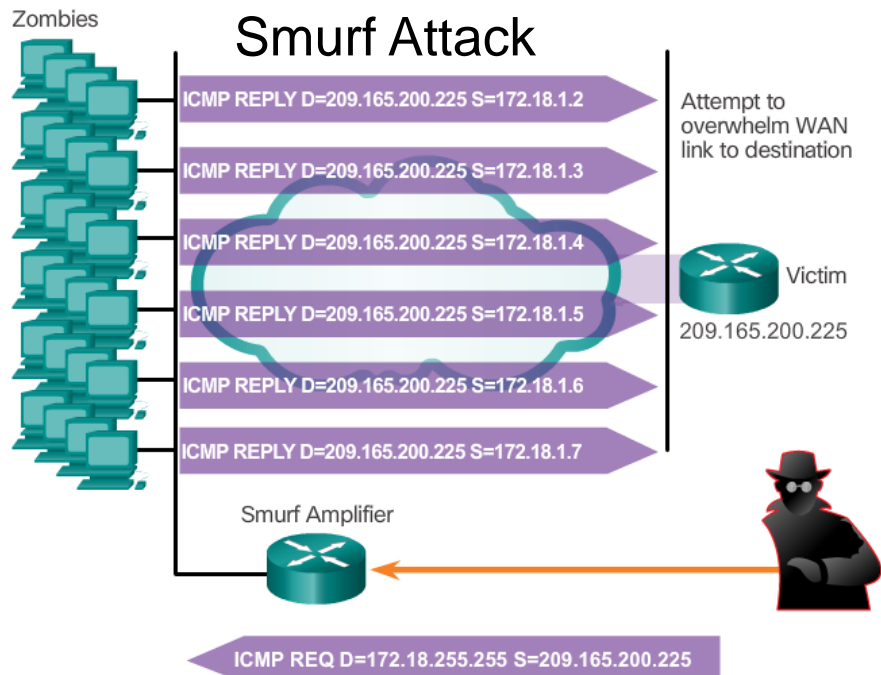 Zombies
Smurf Attack
ICMP REPLY D=209.165.200.225 S=172.18.1.2
ICMP REPLY D=209.165.200.225 S=172.18.1.3
ICMP REPLY D=209.165.200.225 S=172.18.1.4
ICMP REPLY D=209.165.200.225 S=172.18.1.5
ICMP REPLY D=209.165.200.225 S=172.18.1.6
ICMP REPLY D=209.165.200.225 S=172.18.1.7
Attempt to
overwhelm WAN
link to destination
Victim
209.165.200.225
Smurf Amplifier
ICMP REQ D=172.18.255.255 S=209.165.200.225